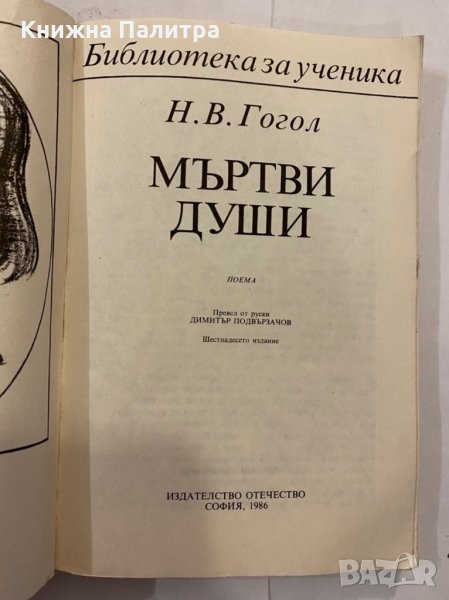 Книжна Палитра
Библиотека за ученика
Н. В. Гогол
МЪРТВИ
ДУШИ
ПОЕМА
Превел от руски
ДИМИТЪР ПОДВЪРЗАЧОВ
Шестнадесето издание
ИЗДАТЕЛСТВО ОТЕЧЕСТВО
СОФИЯ, 1986
BAZAR